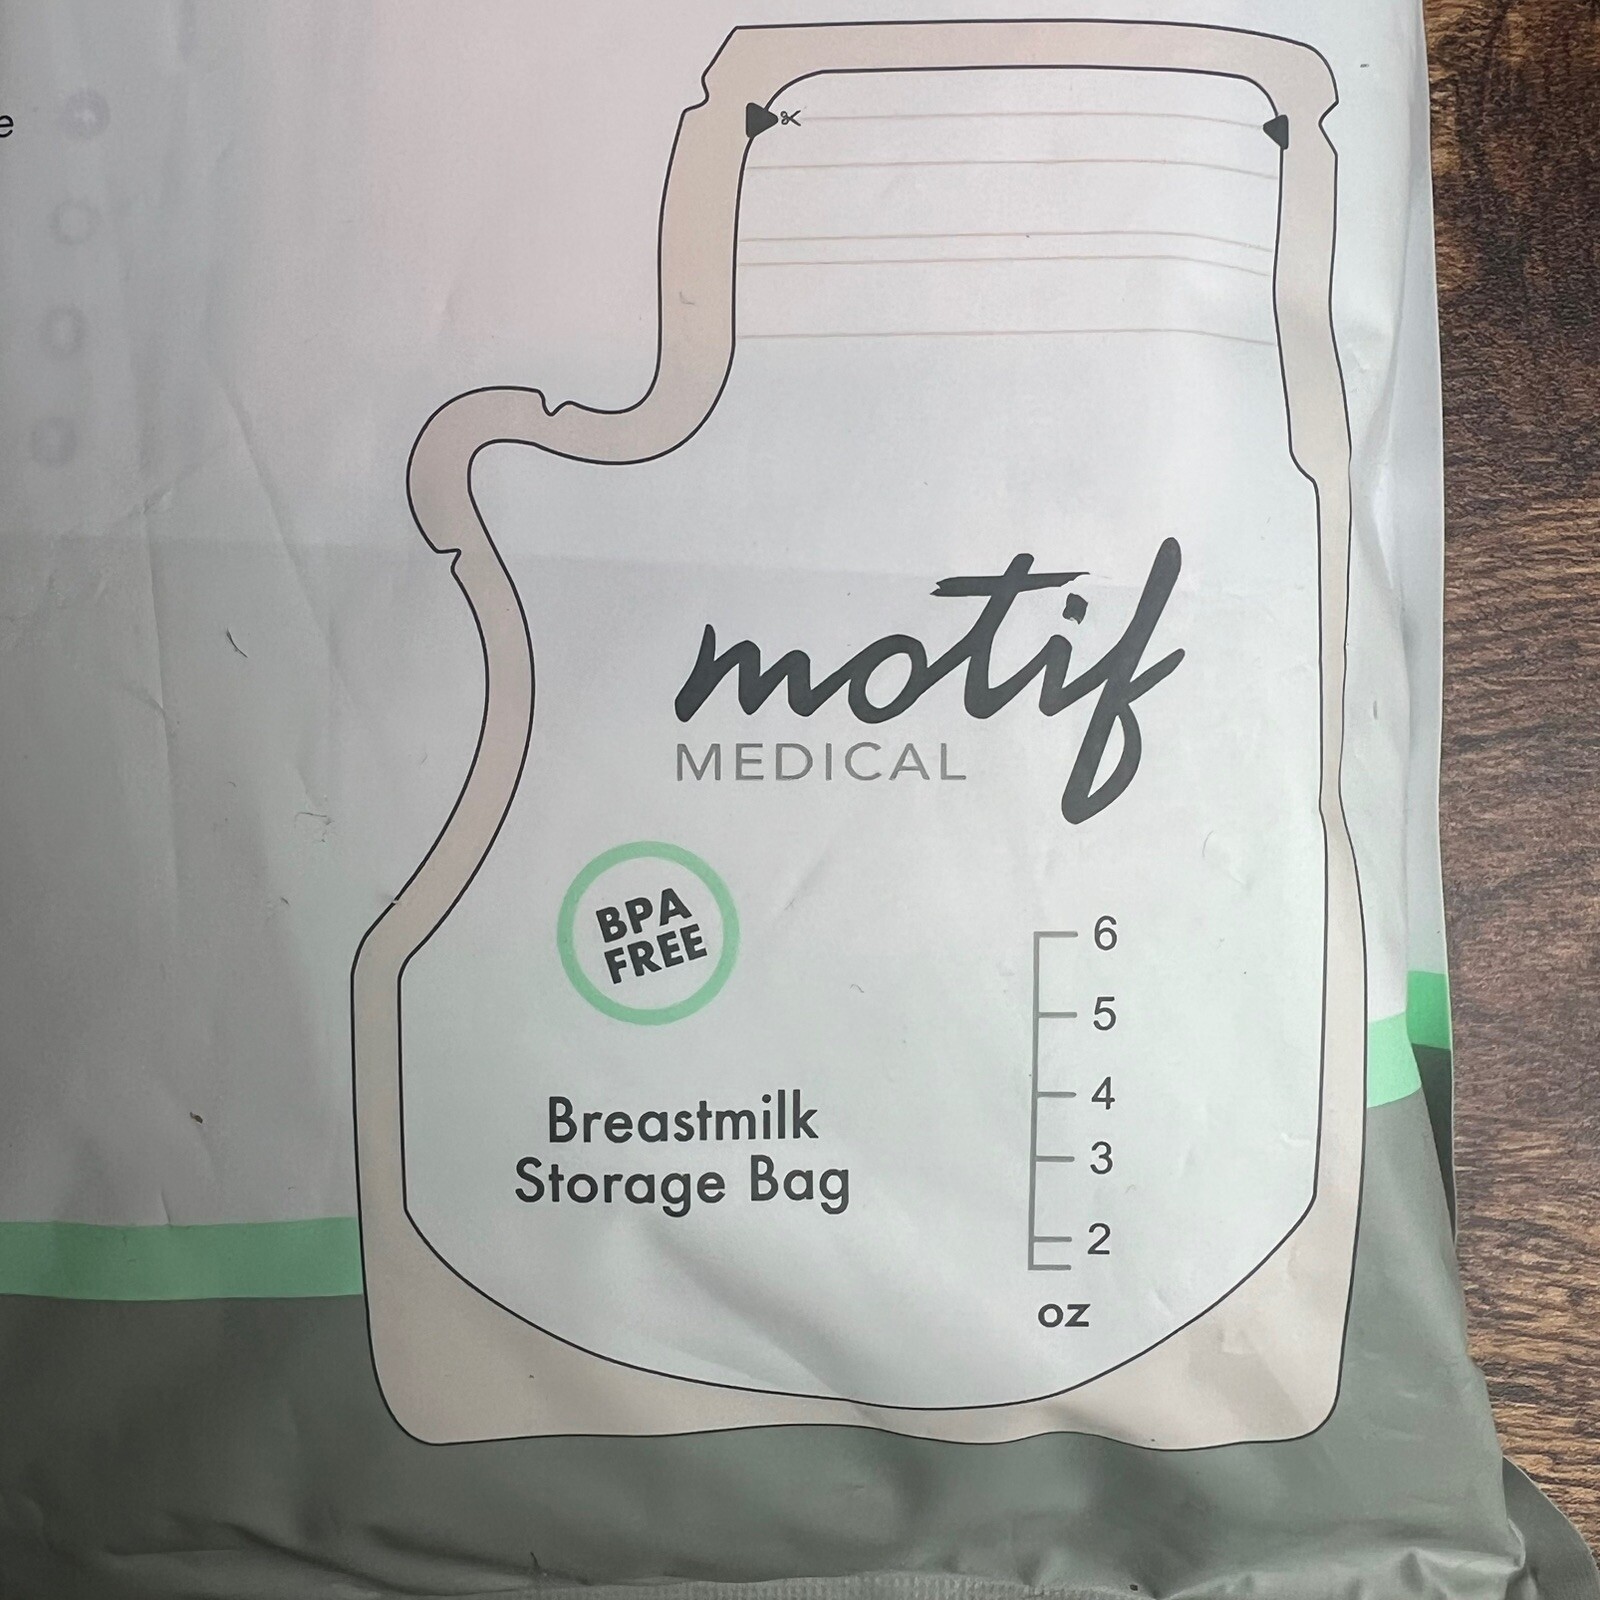 e
motif
MEDICAL
BPA
FREE
6
5
4
3
2
oz
Breastmilk
Storage Bag